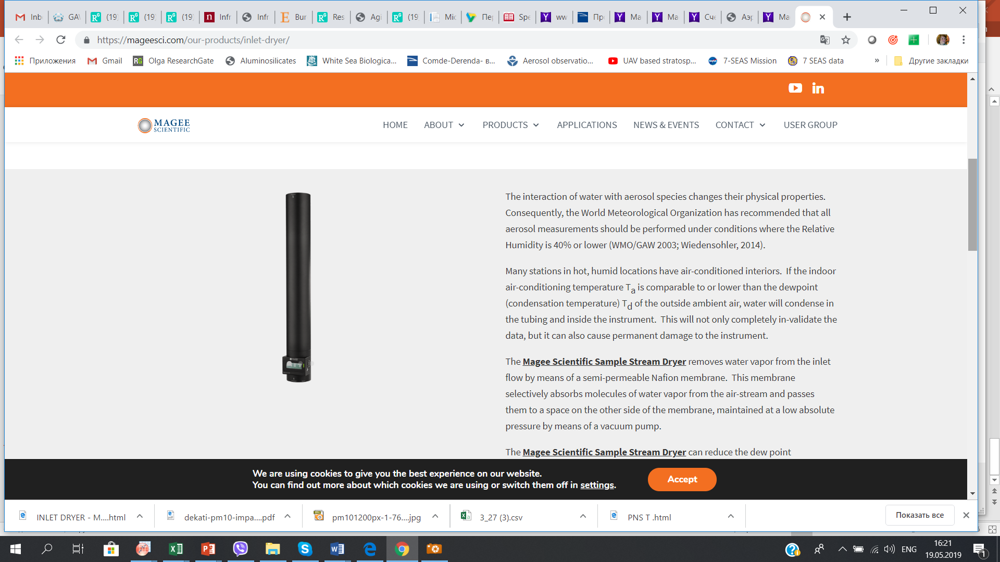 Inb
GAV
(19)
(19)
(19)
Infr
Infr
Bur
Res
Agi
(19
Mic
Пер
Spe
ww
Пр
Ma
Ma
Сче
Аэр
Ma
https://mageesci.com/our-products/inlet-dryer/
Приложения
Gmail
Olga ResearchGate
Aluminosilicates
White Sea Biologica...
Comde-Derenda- в...
Aerosol observatio...
UAV based stratosp...
7-SEAS Mission
7 SEAS data
»
Другие закладки
MAGEE
SCIENTIFIC
HOME
ABOUT
PRODUCTS
APPLICATIONS
NEWS & EVENTS
CONTACT
USER GROUP
The interaction of water with aerosol species changes their physical properties.
Consequently, the World Meteorological Organization has recommended that all
aerosol measurements should be performed under conditions where the Relative
Humidity is 40% or lower (WMO/GAW 2003; Wiedensohler, 2014).
Many stations in hot, humid locations have air-conditioned interiors.  If the indoor
air-conditioning temperature Ta is comparable to or lower than the dewpoint
(condensation temperature) Td of the outside ambient air, water will condense in
the tubing and inside the instrument.  This will not only completely in-validate the
data, but it can also cause permanent damage to the instrument.
The Magee Scientific Sample Stream Dryer removes water vapor from the inlet
flow by means of a semi-permeable Nafion membrane.  This membrane
selectively absorbs molecules of water vapor from the air-stream and passes
them to a space on the other side of the membrane, maintained at a low absolute
pressure by means of a vacuum pump.
The Magee Scientific Sample Stream Dryer can reduce the dew point
We are using cookies to give you the best experience on our website.
You can find out more about which cookies we are using or switch them off in settings.
Accept
INLET DRYER - M....html
dekati-pm10-impa....pdf
pm101200px-1-76....jpg
3_27 (3).csv
PNS T .html
Показать все
ENG
16:21
19.05.2019
1